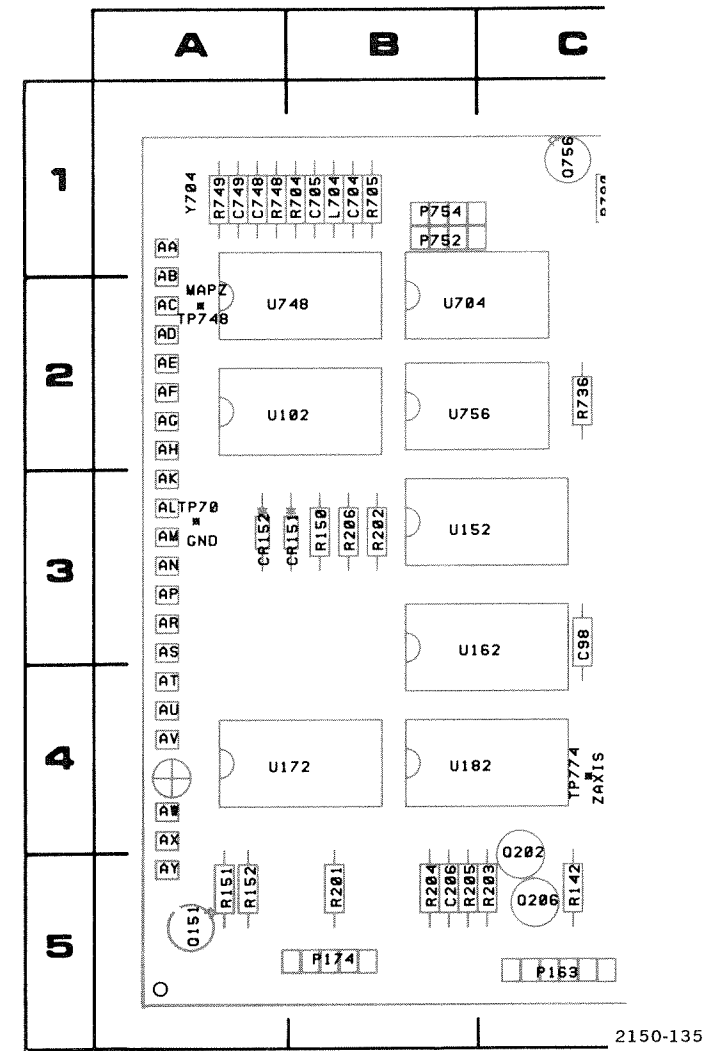 A B C
1
2
3
4
5
Q756
Y704
R749
C749
C748
R748
R704
C705
L704
C704
R705
P754
P752
AA
AB
MAPZ
AC
TP748
U748
U704
AD
AE
AF
AG
U102
U756
R736
AH
AK
AL TP70
AM
GND
CR152
CR151
R150
R206
R202
U152
AN
AP
AR
AS
U162
C98
AT
AU
AV
U172
U182
TP774
ZAXIS
AW
AX
AY
Q202
R151
R152
R201
R204
C206
R205
R203
Q206
R142
Q151
P174
P163
2150-135